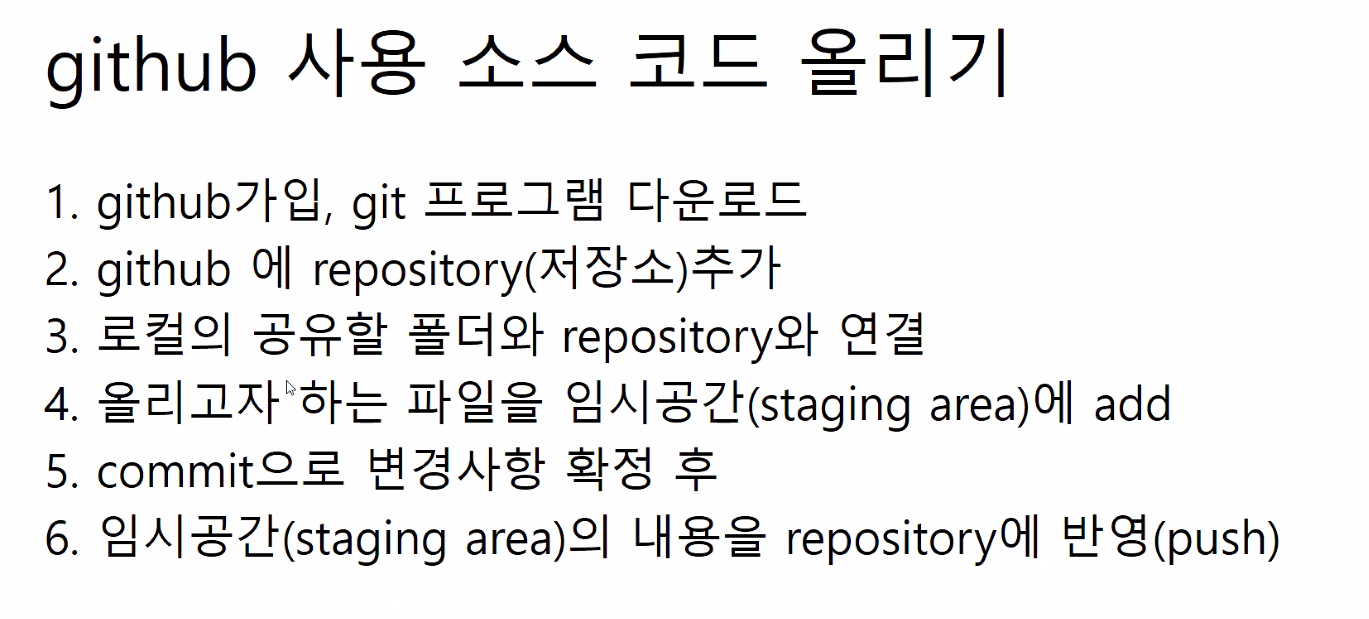 github 사용 소스 코드 올리기
1. github가입, git 프로그램 다운로드
2. github 에 repository(저장소)추가
3. 로컬의 공유할 폴더와 repository와 연결
4. 올리고자 하는 파일을 임시공간(staging area)에 add
5. commit으로 변경사항 확정 후
6. 임시공간(staging area)의 내용을 repository에 반영(push)